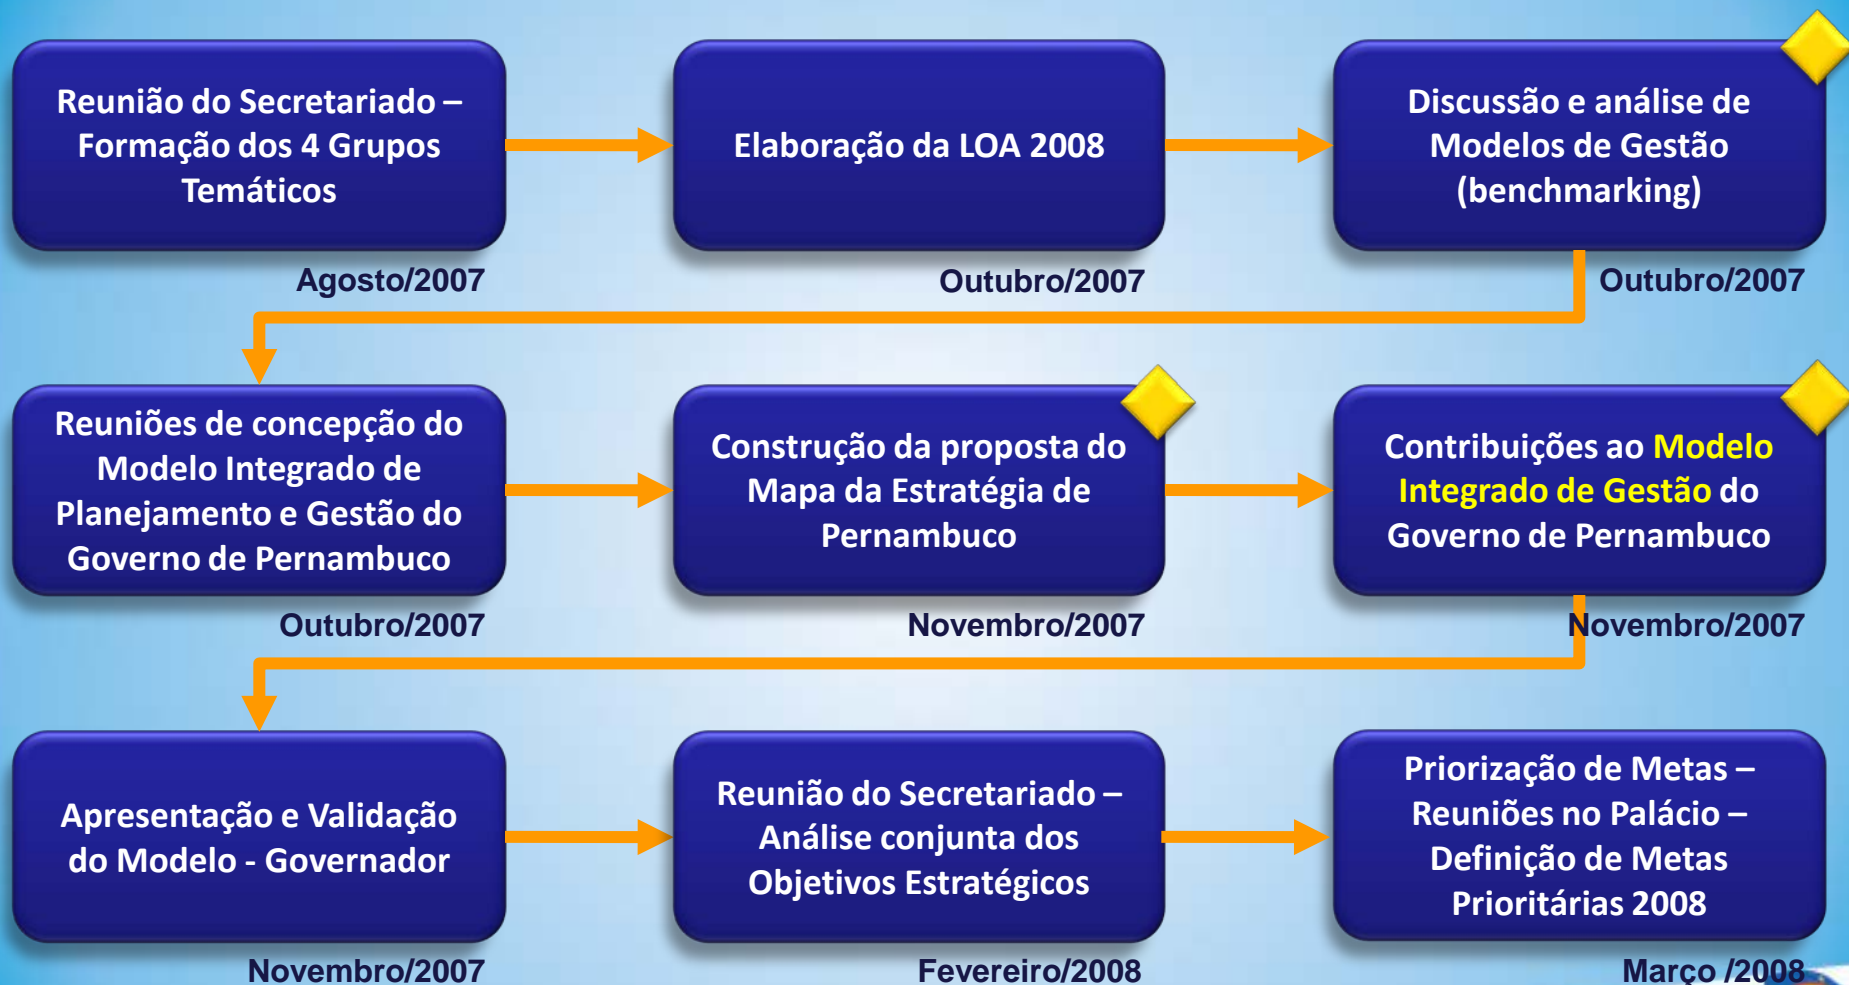 Reunião do Secretariado –
Formação dos 4 Grupos
Temáticos
Agosto/2007
Elaboração da LOA 2008
Outubro/2007
Discussão e análise de
Modelos de Gestão
(benchmarking)
Outubro/2007
Reuniões de concepção do
Modelo Integrado de
Planejamento e Gestão do
Governo de Pernambuco
Outubro/2007
Construção da proposta do
Mapa da Estratégia de
Pernambuco
Novembro/2007
Contribuições ao Modelo
Integrado de Gestão do
Governo de Pernambuco
Novembro/2007
Apresentação e Validação
do Modelo - Governador
Novembro/2007
Reunião do Secretariado –
Análise conjunta dos
Objetivos Estratégicos
Fevereiro/2008
Priorização de Metas –
Reuniões no Palácio –
Definição de Metas
Prioritárias 2008
Março /2008